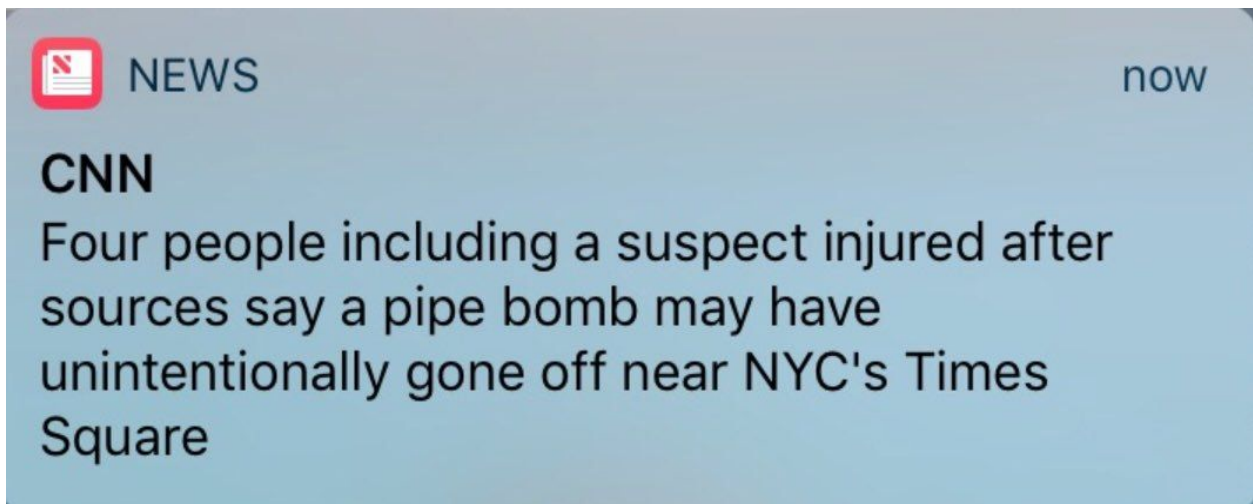 NEWS now
CNN
Four people including a suspect injured after
sources say a pipe bomb may have
unintentionally gone off near NYC's Times
Square